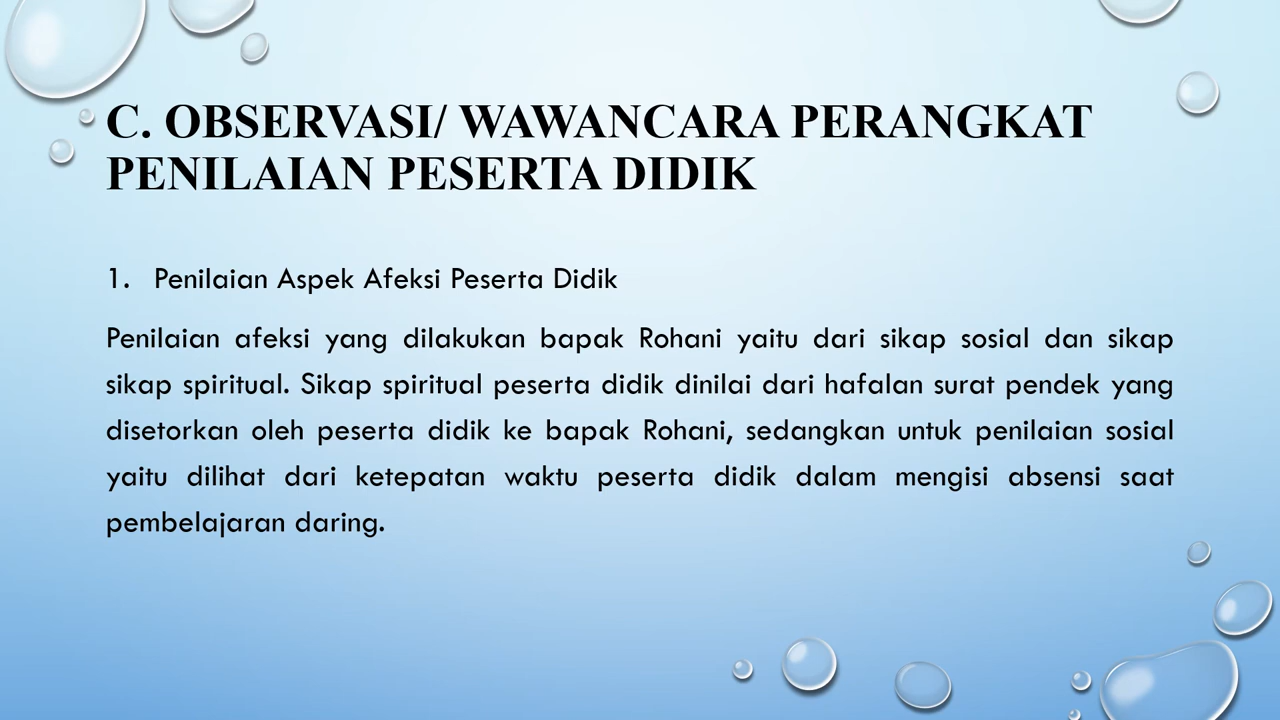 C. OBSERVASI/ WAWANCARA PERANGKAT
PENILAIAN PESERTA DIDIK
1. Penilaian Aspek Afeksi Peserta Didik
Penilaian afeksi yang dilakukan bapak Rohani yaitu dari sikap sosial dan sikap
sikap spiritual. Sikap spiritual peserta didik dinilai dari hafalan surat pendek yang
disetorkan oleh peserta didik ke bapak Rohani, sedangkan untuk penilaian sosial
yaitu dilihat dari ketepatan waktu peserta didik dalam mengisi absensi saat
pembelajaran daring.